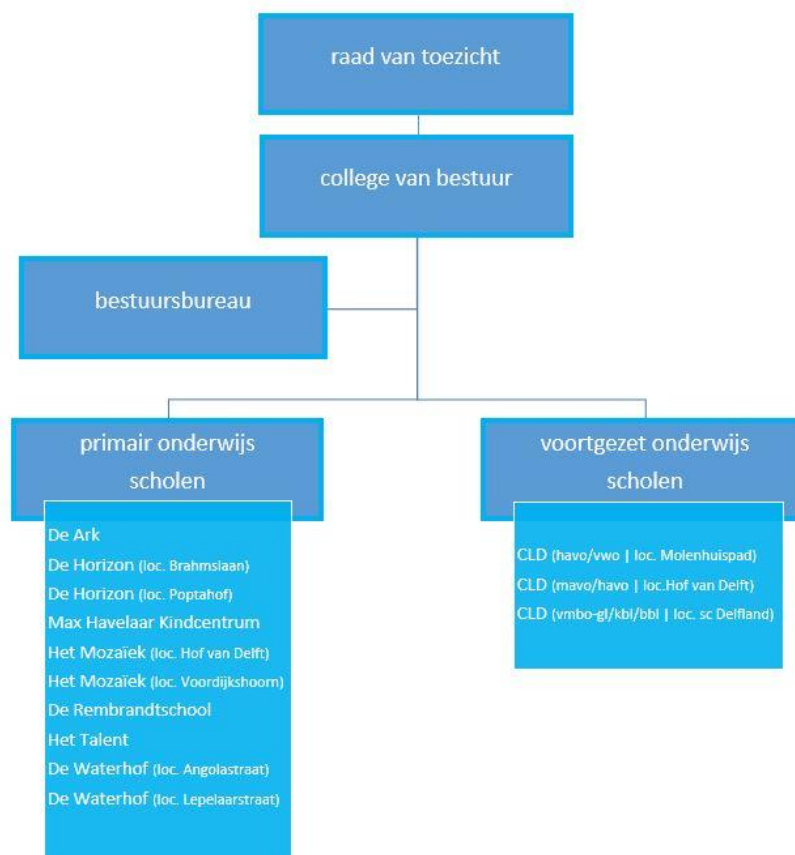 raad van toezicht
college van bestuur
bestuursbureau
primair onderwijs
scholen
De Ark
De Horizon (loc. Brahmslaan)
De Horizon (loc. Poptahof)
Max Havelaar Kindcentrum
Het Mozaïek (loc. Hof van Delft)
Het Mozaïek (loc. Voordijkshoorn)
De Rembrandtschool
Het Talent
De Waterhof (loc. Angolastraat)
De Waterhof (loc. Lepelaarstraat)
voortgezet onderwijs
scholen
CLD (havo/vwo | loc. Molenhuispad)
CLD (mavo/havo | loc.Hof van Delft)
CLD (vmbo-gl/kbl/bbl | loc. sc Delfland)